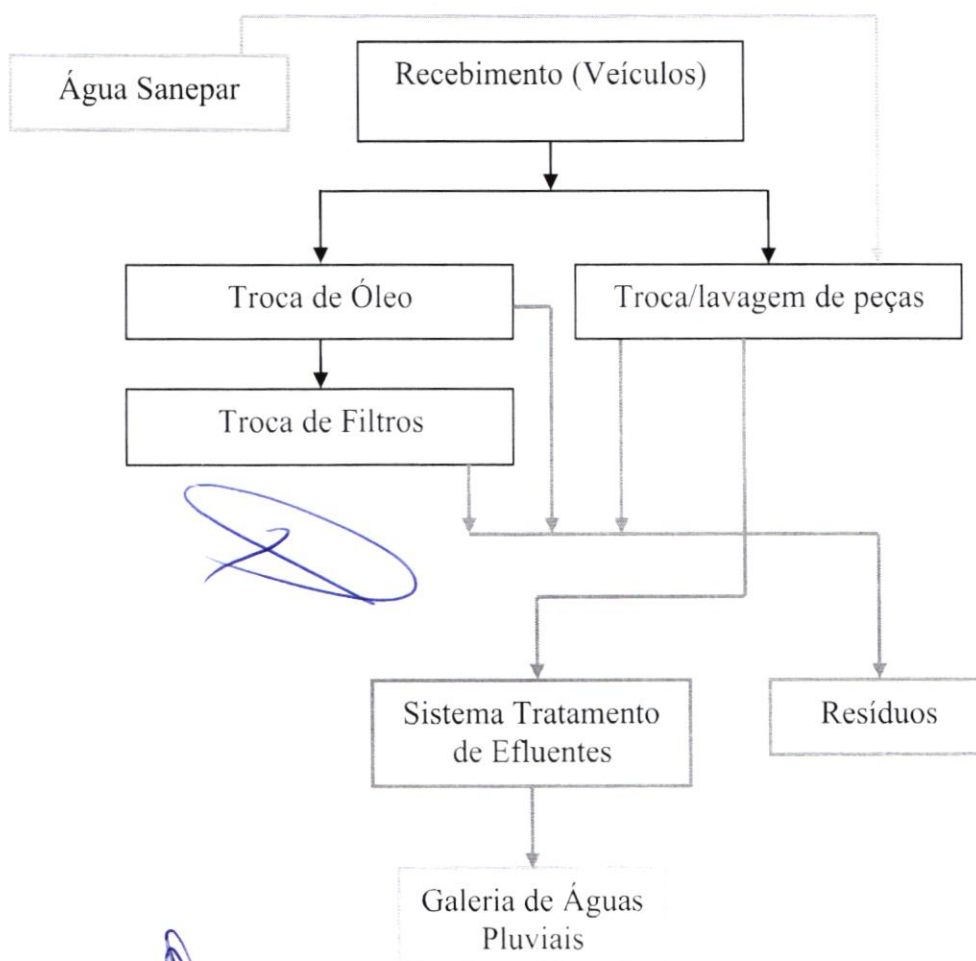 Água Sanepar
Recebimento (Veículos)
Troca de Óleo
Troca/lavagem de peças
Troca de Filtros
Sistema Tratamento
de Efluentes
Resíduos
Galeria de Águas
Pluviais